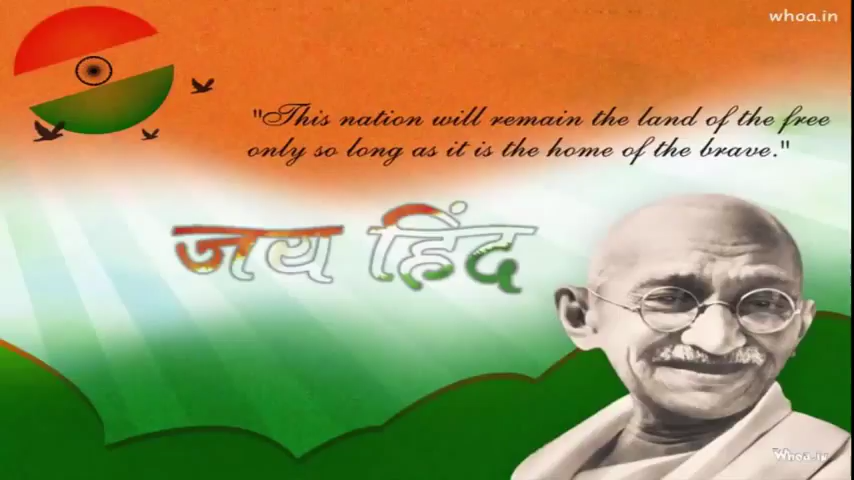 whoa.in
"This nation will remain the land of the free
only so long as it is the home of the brave."
जय हिंद
Whoa.in